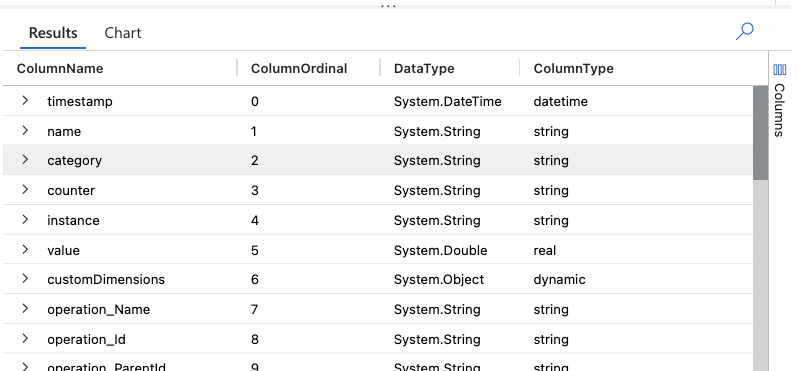 Results Chart
ColumnName ColumnOrdinal DataType ColumnType
timestamp 0 System.DateTime datetime
name 1 System.String string
category 2 System.String string
counter 3 System.String string
instance 4 System.String string
value 5 System.Double real
customDimensions 6 System.Object dynamic
operation_Name 7 System.String string
operation_Id 8 System.String string
operation_ParentId 9 System.String string
Columns